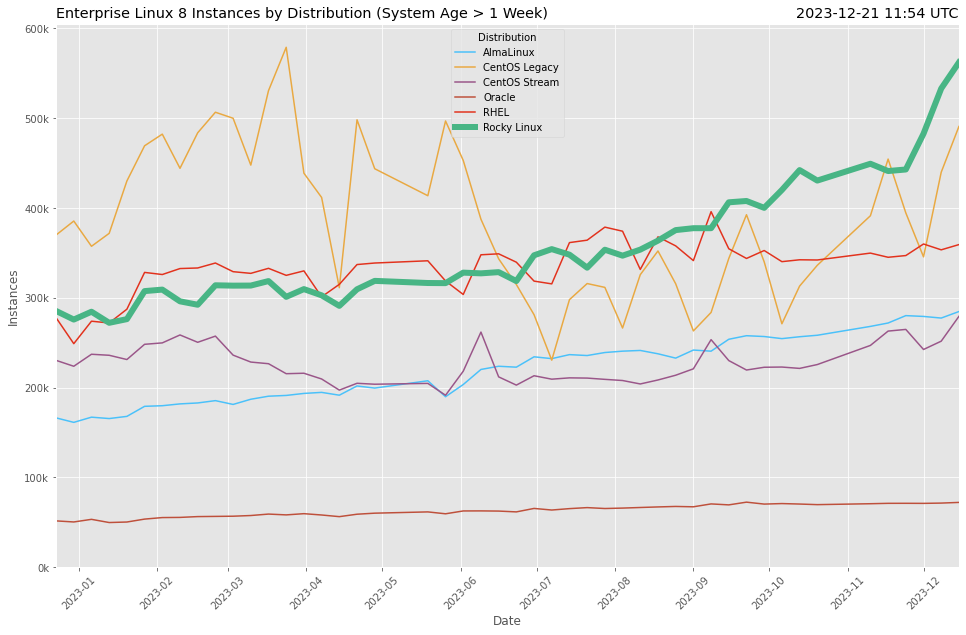 Enterprise Linux 8 Instances by Distribution (System Age > 1 Week)
2023-12-21 11:54 UTC
Distribution
AlmaLinux
CentOS Legacy
CentOS Stream
Oracle
RHEL
Rocky Linux
Instances
600k
500k
400k
300k
200k
100k
0k
2023-01
2023-02
2023-03
2023-04
2023-05
2023-06
2023-07
2023-08
2023-09
2023-10
2023-11
2023-12
Date